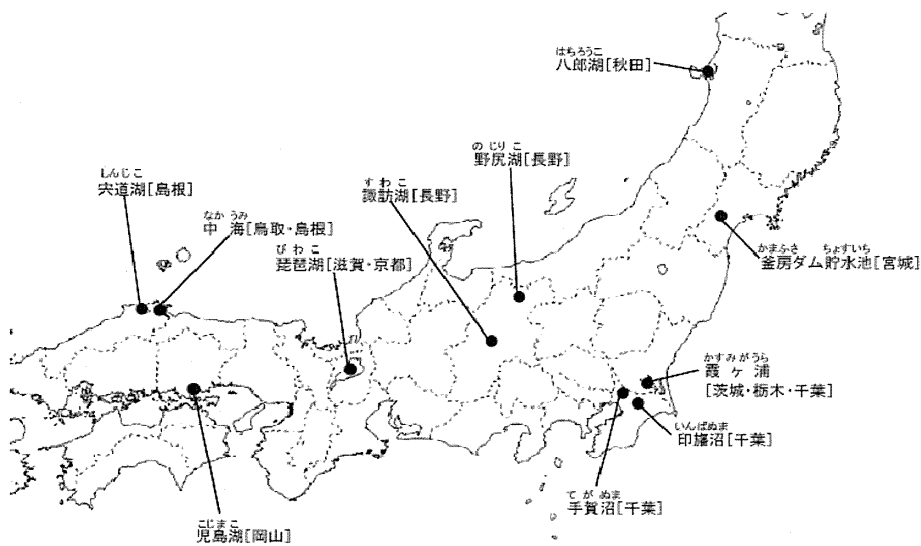 はちろうこ
八郎湖[秋田]
の じり こ
野尻湖[長野]
す わ こ
諏訪湖[長野]
しんじこ
宍道湖[島根]
なか うみ
中 海[鳥取・島根]
び わ こ
琵琶湖[滋賀・京都]
かまふさ ちょすいち
釜房ダム貯水池[宮城]
かすみがうら
霞ヶ浦
[茨城・栃木・千葉]
いんばぬま
印旛沼[千葉]
て が ぬま
手賀沼[千葉]
こじまこ
児島湖[岡山]